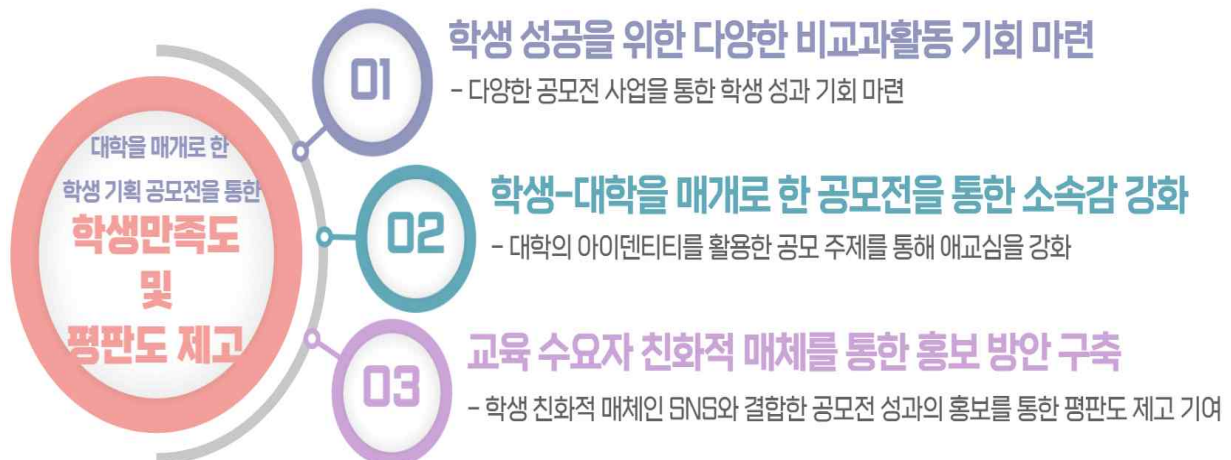 대학을 매개로 한
학생 기획 공모전을 통한
학생만족도
및
평판도 제고
01
학생 성공을 위한 다양한 비교과활동 기회 마련
- 다양한 공모전 사업을 통한 학생 성과 기회 마련
02
학생-대학을 매개로 한 공모전을 통한 소속감 강화
- 대학의 아이덴티티를 활용한 공모 주제를 통해 애교심을 강화
03
교육 수요자 친화적 매체를 통한 홍보 방안 구축
- 학생 친화적 매체인 SNS와 결합한 공모전 성과의 홍보를 통한 평판도 제고 기여